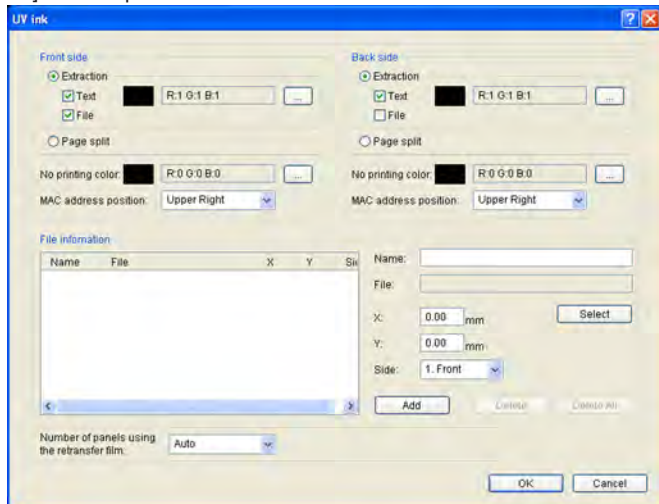 UV ink
Front side
Back side
Extraction
Extraction
Text R:1 G:1 B:1 ...
Text R:1 G:1 B:1 ...
File
File
Page split
Page split
No printing color: R:0 G:0 B:0 ...
No printing color: R:0 G:0 B:0 ...
MAC address position: Upper Right
MAC address position: Upper Right
File information
Name File X Y Sid
Name:
File:
X: 0.00 mm
Select
Y: 0.00 mm
Side: 1. Front
Add Delete Delete All
Number of panels using
the retransfer film: Auto
OK Cancel